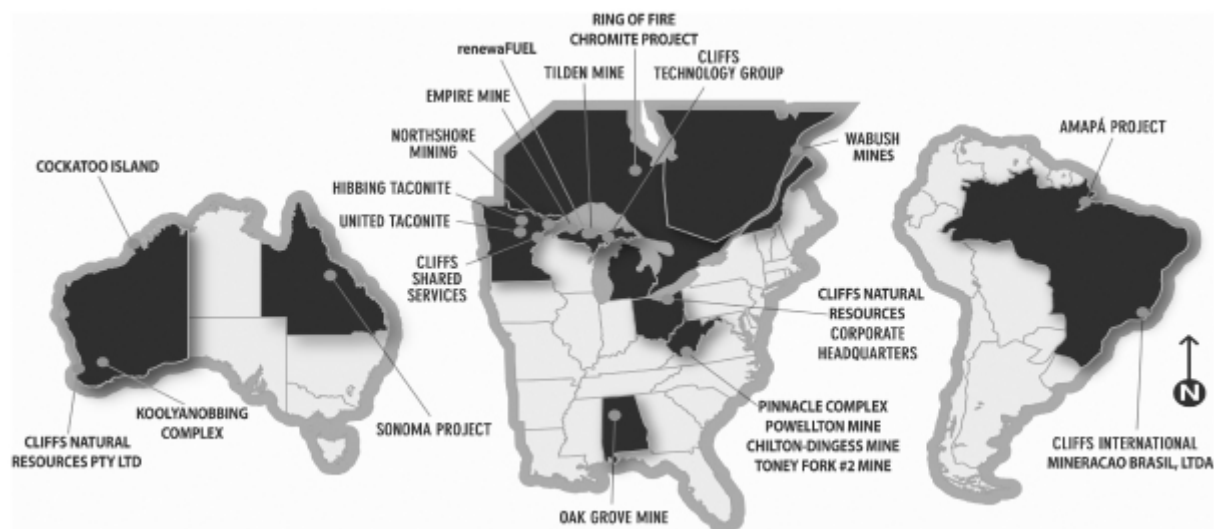 COCKATOO ISLAND
KOOLYANOBBING
COMPLEX
CLIFFS NATURAL
RESOURCES PTY LTD
SONOMA PROJECT
RING OF FIRE
CHROMITE PROJECT
renewaFUEL
TILDEN MINE
CLIFFS
TECHNOLOGY GROUP
EMPIRE MINE
NORTHSHORE
MINING
HIBBING TACONITE
UNITED TACONITE
CLIFFS
SHARED
SERVICES
WABUSH
MINES
CLIFFS NATURAL
RESOURCES
CORPORATE
HEADQUARTERS
PINNACLE COMPLEX
POWELLTON MINE
CHILTON-DINGESS MINE
TONEY FORK #2 MINE
OAK GROVE MINE
AMAPÁ PROJECT
CLIFFS INTERNATIONAL
MINERACAO BRASIL, LTDA
N